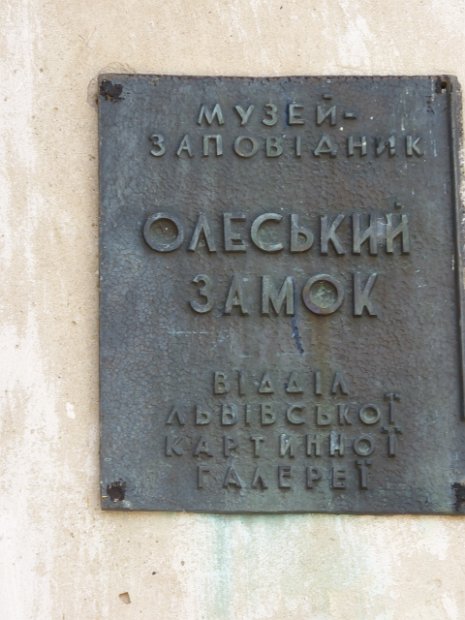 МУЗЕЙ-
ЗАПОВІДНИК
ОЛЕСЬКИЙ
ЗАМОК
ВІДДІЛ
ЛЬВІВСЬКОЇ
КАРТИННОЇ
ГАЛЕРЕЇ